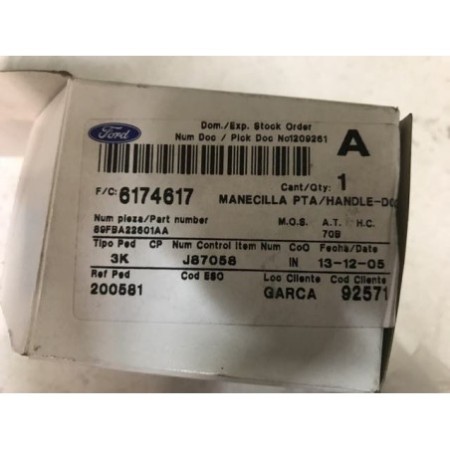 Ford
Dom./Exp. Stock Order
Num Doc / Pick Doc No1209261
A
F/C: 6174617
Cant/Qty: 1
MANECILLA PTA/HANDLE-DO
Num pieza/Part number M.O.S. A.T. H.C.
89FBA22601AA 70B
Tipo Ped CP Num Control Item Num CoO Fecha/Date
3K J87058 IN 13-12-05
Ref Ped Cod ESO Loc Cliente Cod Cliente
200581 GARCA 92571